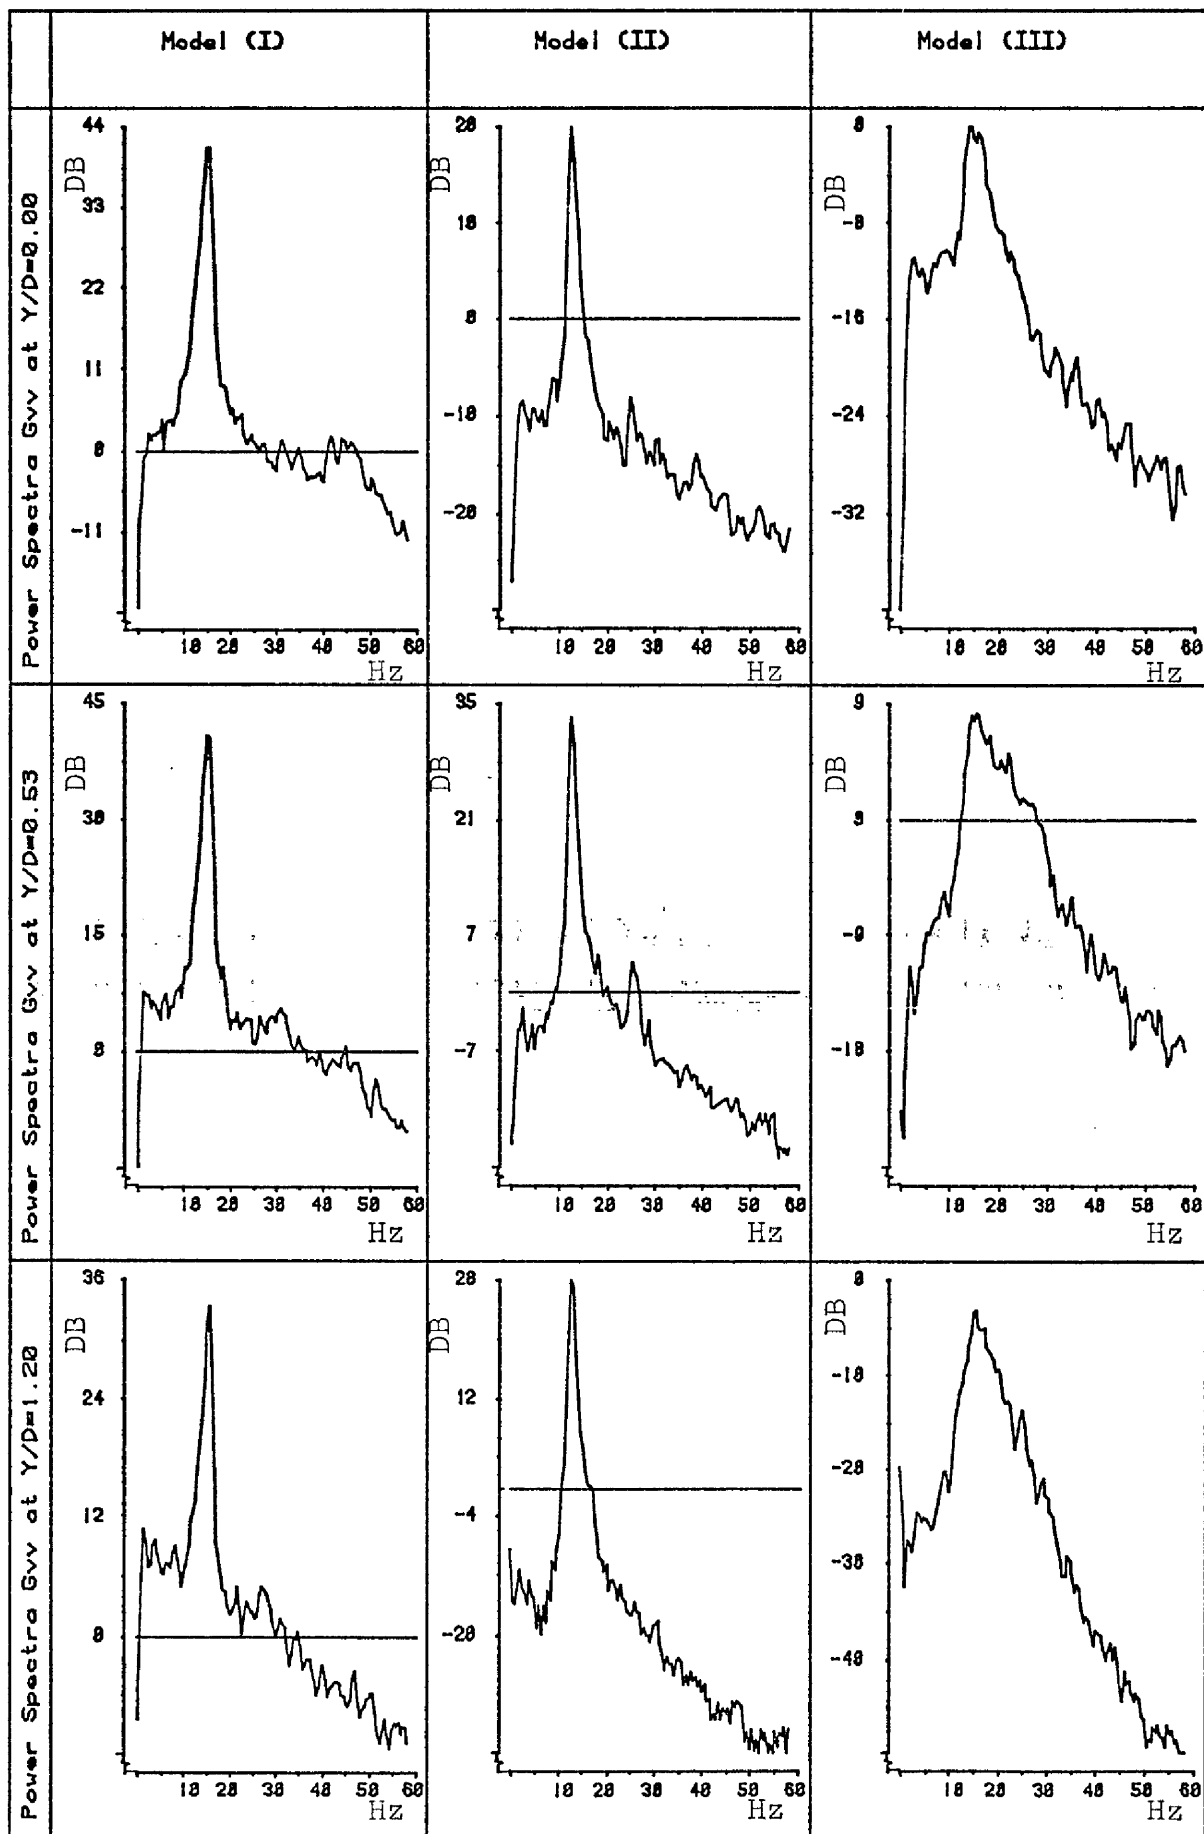 Model (I)
Model (II)
Model (III)
Power Spectra Gvv at Y/D=0.00
DB
44
33
22
11
0
-11
10 20 30 40 50 60
Hz
DB
20
10
0
-10
-20
10 20 30 40 50 60
Hz
DB
0
-8
-16
-24
-32
10 20 30 40 50 60
Hz
Power Spectra Gvv at Y/D=0.53
DB
45
30
15
0
10 20 30 40 50 60
Hz
DB
35
21
7
-7
10 20 30 40 50 60
Hz
DB
9
0
-9
-18
10 20 30 40 50 60
Hz
Power Spectra Gvv at Y/D=1.20
DB
36
24
12
0
10 20 30 40 50 60
Hz
DB
28
12
-4
-20
10 20 30 40 50 60
Hz
DB
0
-10
-20
-30
-40
10 20 30 40 50 60
Hz